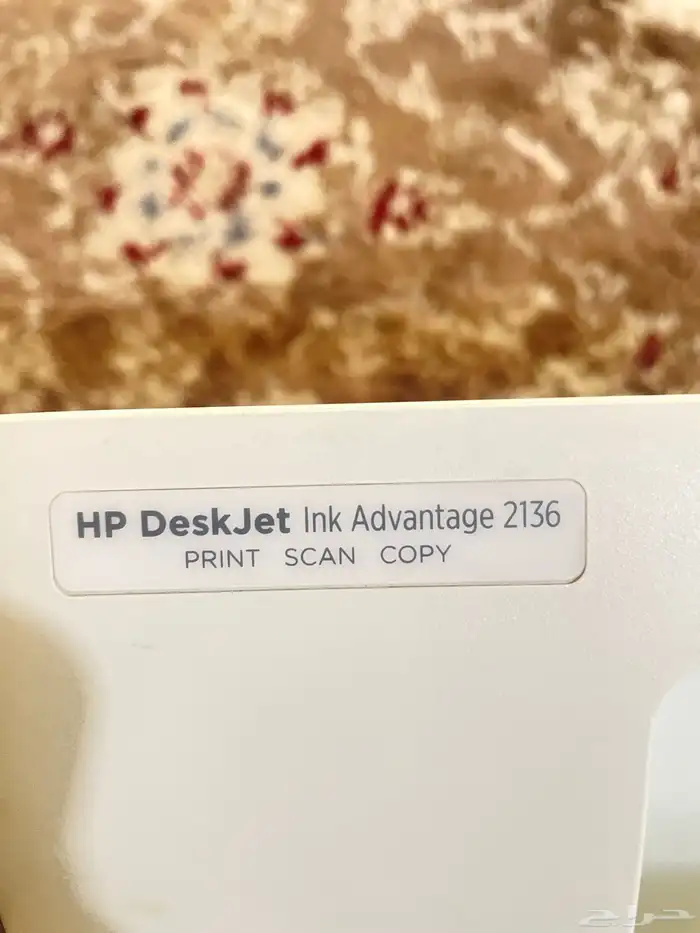 HP DeskJet Ink Advantage 2136
PRINT SCAN COPY
حراج